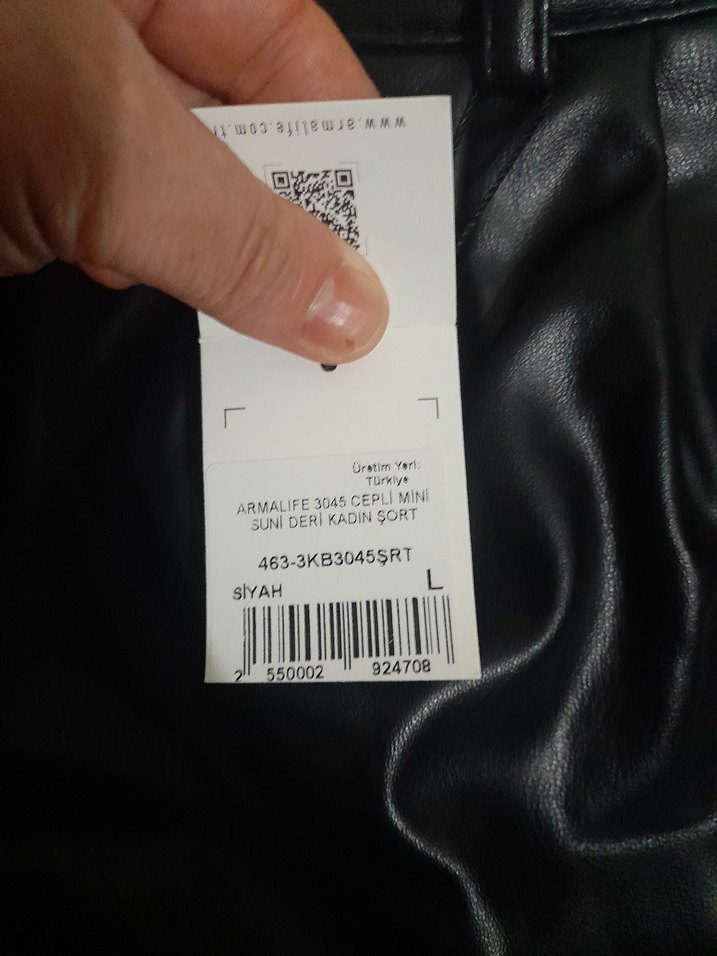 www.armalife.com.tr
Üretim Yeri:
Türkiye
ARMALIFE 3045 CEPLİ MİNİ
SUNİ DERİ KADIN ŞORT
463-3KB3045ŞRT
SİYAH L
2 550002 924708